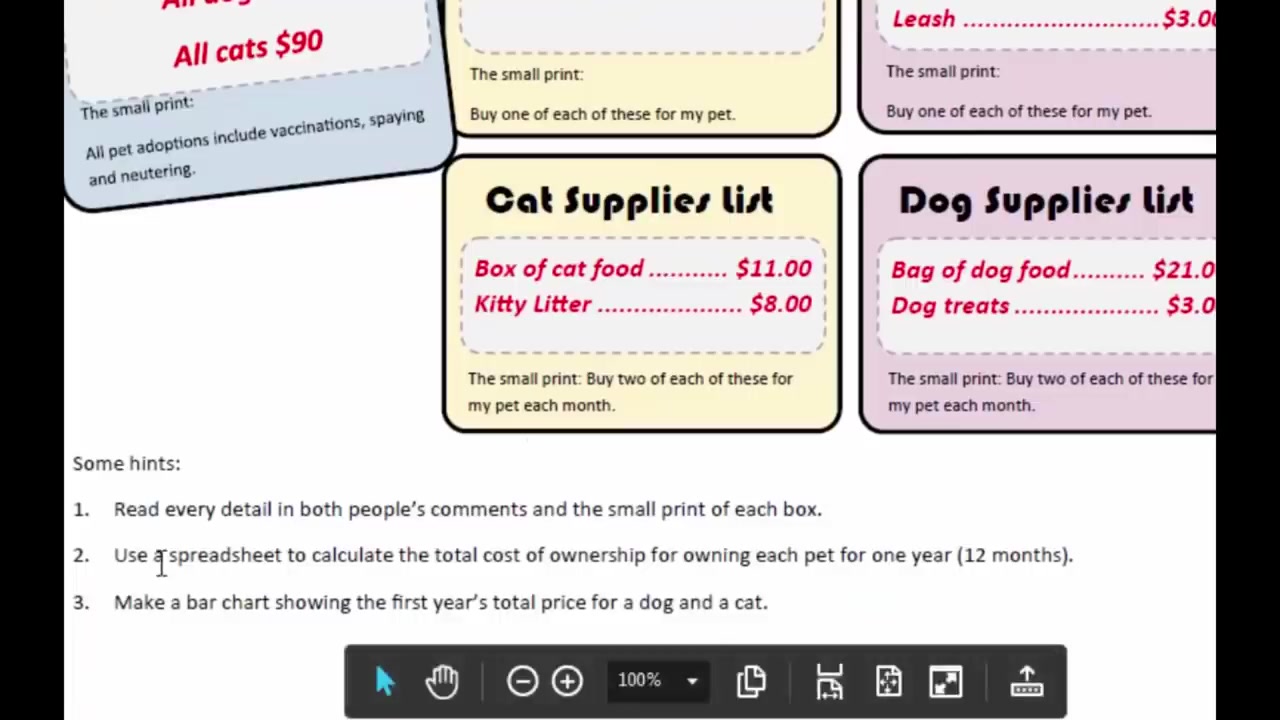 All
All cats $90
The small print:
All pet adoptions include vaccinations, spaying
and neutering.
The small print:
Buy one of each of these for my pet.
Leash ............................ $3.00
The small print:
Buy one of each of these for my pet.
Cat Supplies List
Box of cat food ........... $11.00
Kitty Litter .................... $8.00
The small print: Buy two of each of these for
my pet each month.
Dog Supplies List
Bag of dog food.......... $21.0
Dog treats .................... $3.0
The small print: Buy two of each of these for
my pet each month.
Some hints:
1. Read every detail in both people's comments and the small print of each box.
2. Use a spreadsheet to calculate the total cost of ownership for owning each pet for one year (12 months).
3. Make a bar chart showing the first year's total price for a dog and a cat.
100%